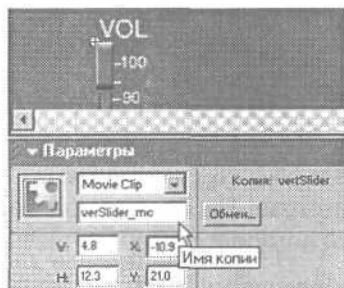 VOL
-100
-90
Параметры
Movie Clip
Копия: vertSlider
verSlider_mc
Обмен...
Ш: 4.8 X: -10.9
Имя копии
H: 12.3 Y: 21.0